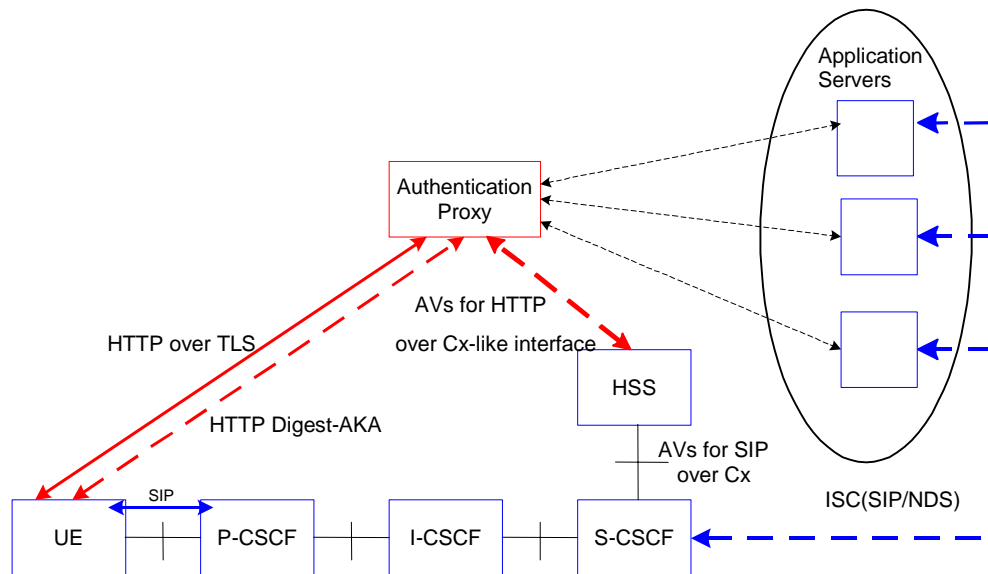 Application
Servers
Authentication
Proxy
AVs for HTTP
over Cx-like interface
HTTP over TLS
HSS
HTTP Digest-AKA
AVs for SIP
over Cx
ISC(SIP/NDS)
SIP
UE
P-CSCF
I-CSCF
S-CSCF